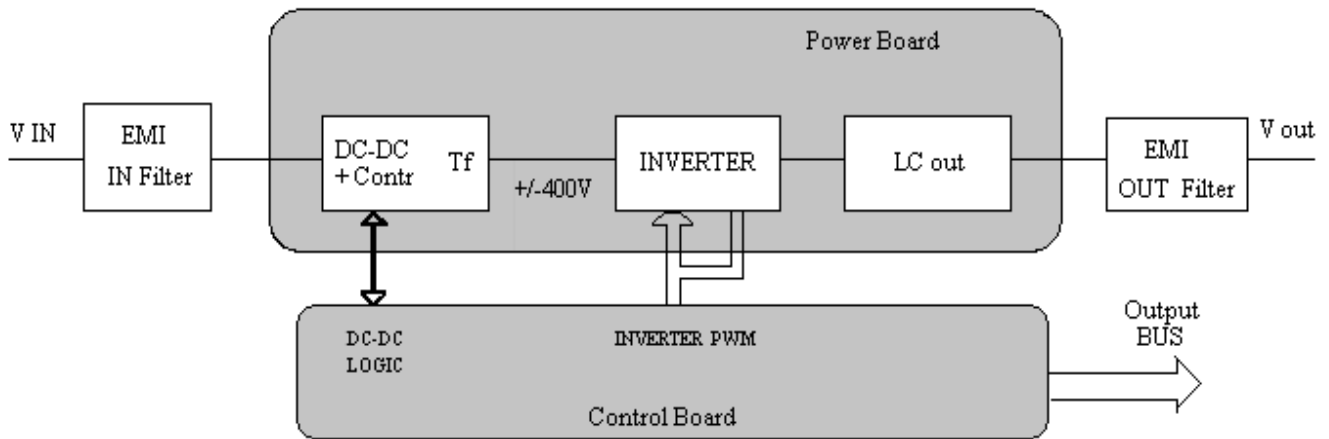 Power Board
V IN
EMI
IN Filter
DC-DC
+Contr
Tf
+/-400V
INVERTER
LC out
EMI
OUT Filter
V out
DC-DC
LOGIC
INVERTER PWM
Control Board
Output
BUS